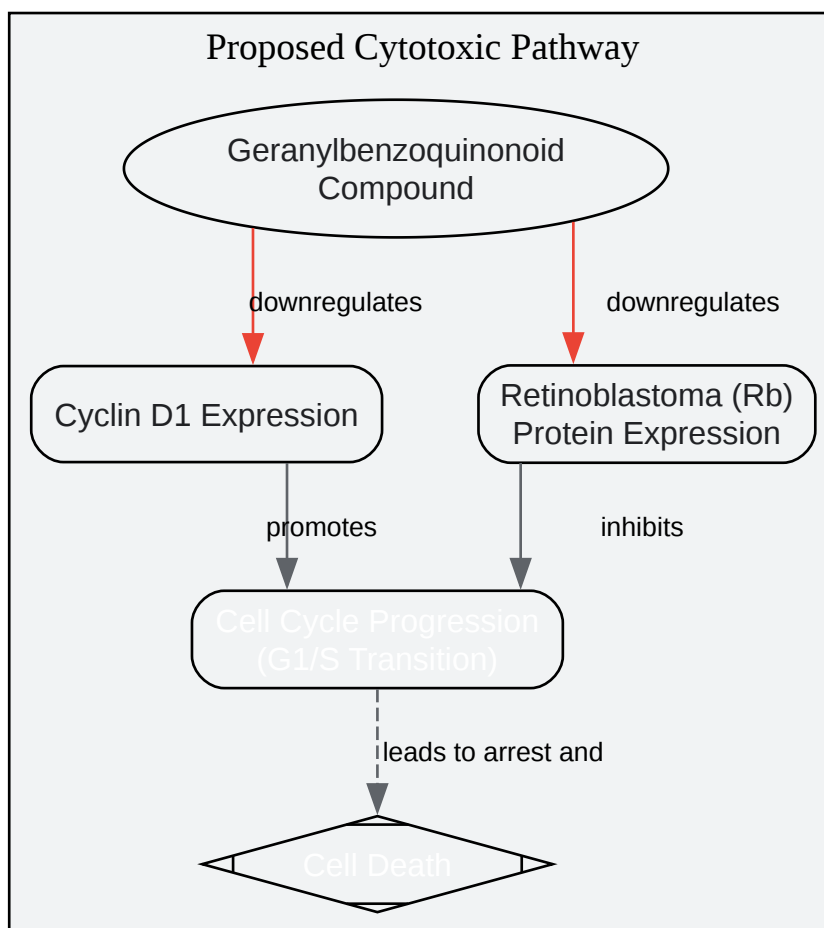 Proposed Cytotoxic Pathway
Geranylbenzoquinonoid
Compound
downregulates
downregulates
Cyclin D1 Expression
Retinoblastoma (Rb)
Protein Expression
promotes
inhibits
Cell Cycle Progression
(G1/S Transition)
leads to arrest and
Cell Death